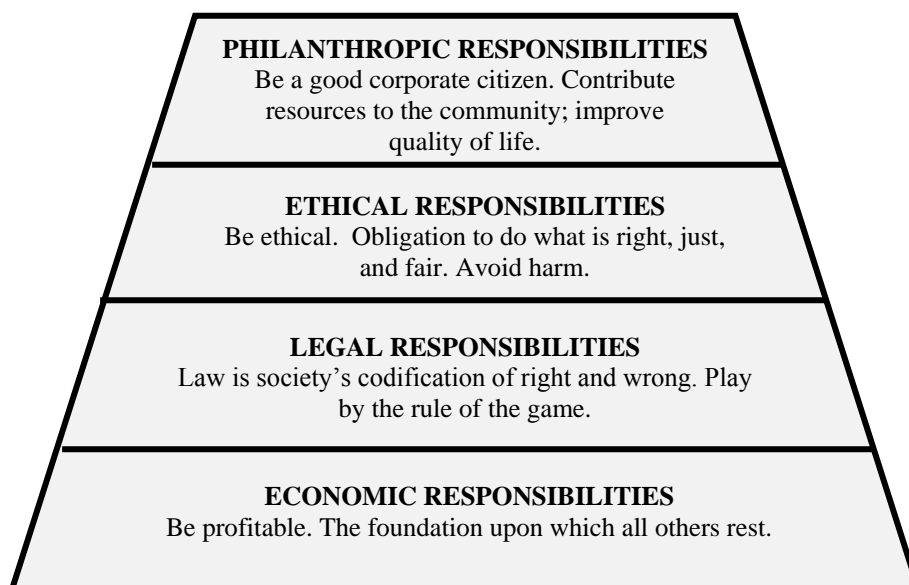 PHILANTHROPIC RESPONSIBILITIES
Be a good corporate citizen. Contribute
resources to the community; improve
quality of life.
ETHICAL RESPONSIBILITIES
Be ethical.  Obligation to do what is right, just,
and fair. Avoid harm.
LEGAL RESPONSIBILITIES
Law is society’s codification of right and wrong. Play
by the rule of the game.
ECONOMIC RESPONSIBILITIES
Be profitable. The foundation upon which all others rest.